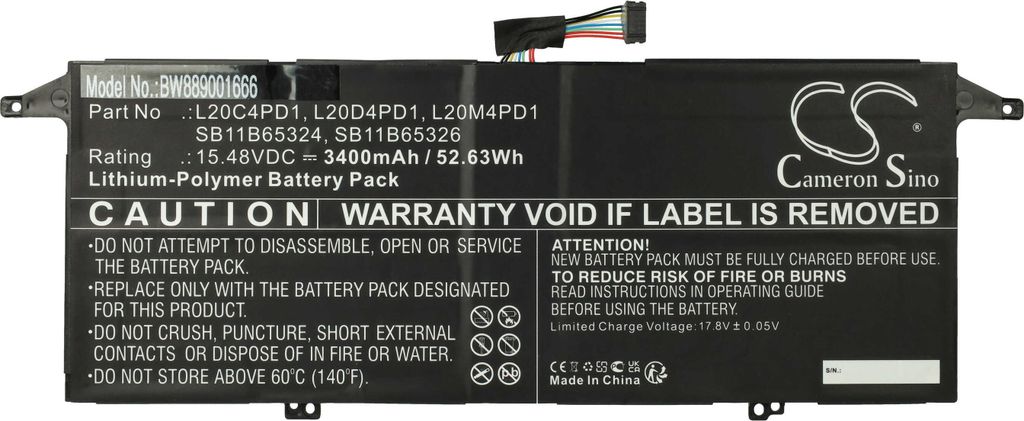 Model No.:BW889001666
Part No .: L20C4PD1, L20D4PD1, L20M4PD1
SB11B65324, SB11B65326
Rating .: 15.48VDC ⎓ 3400mAh / 52.63Wh
Lithium-Polymer Battery Pack
CS
®
Cameron Sino
CAUTION WARRANTY VOID IF LABEL IS REMOVED
•DO NOT ATTEMPT TO DISASSEMBLE, OPEN OR SERVICE
THE BATTERY PACK.
•REPLACE ONLY WITH THE BATTERY PACK DESIGNATED
FOR THIS PRODUCT.
•DO NOT CRUSH, PUNCTURE, SHORT EXTERNAL
CONTACTS OR DISPOSE OF IN FIRE OR WATER.
•DO NOT STORE ABOVE 60°C (140°F).
Pb
ATTENTION!
NEW BATTERY PACK MUST BE FULLY CHARGED BEFORE USE.
TO REDUCE RISK OF FIRE OR BURNS
READ INSTRUCTIONS IN OPERATING GUIDE
BEFORE USING THE BATTERY.
Limited Charge Voltage: 17.8V ± 0.05V
CE UK CA
Made In China
S/N.: